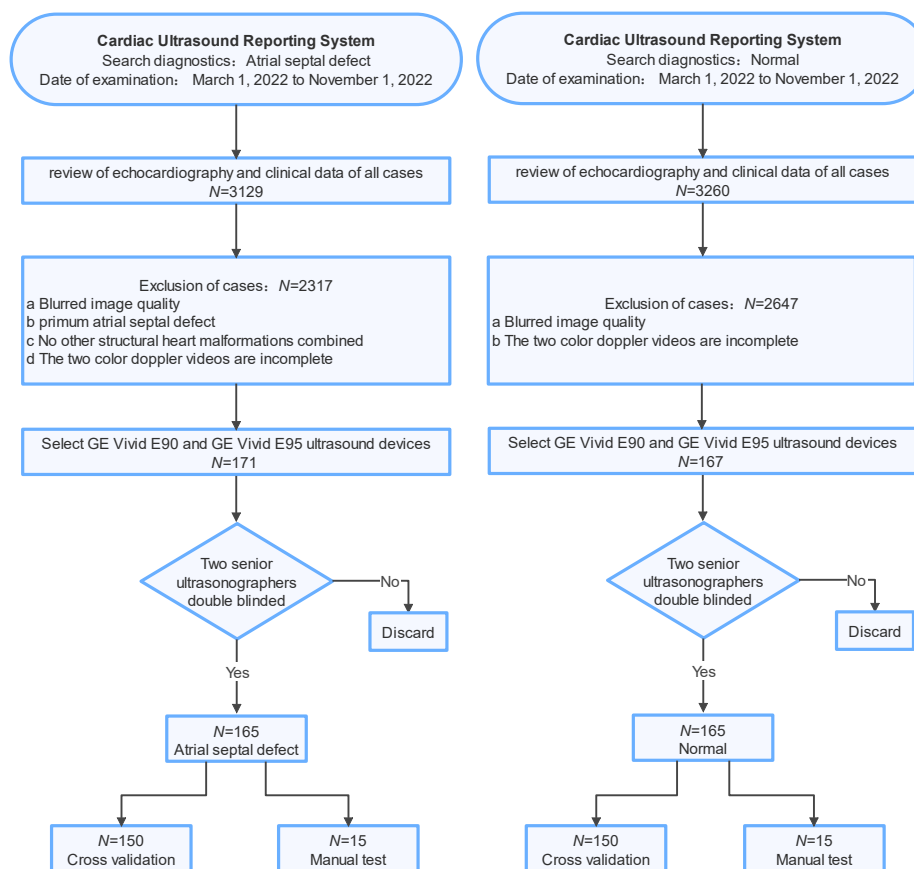 Cardiac Ultrasound Reporting System
Search diagnostics：Atrial septal defect
Date of examination： March 1, 2022 to November 1, 2022
review of echocardiography and clinical data of all cases
N=3129
Exclusion of cases：N=2317
a Blurred image quality
b primum atrial septal defect
c No other structural heart malformations combined
d The two color doppler videos are incomplete
Select GE Vivid E90 and GE Vivid E95 ultrasound devices
N=171
Two senior
ultrasonographers
double blinded
No
Discard
Yes
N=165
Atrial septal defect
N=150
Cross validation
N=15
Manual test
Cardiac Ultrasound Reporting System
Search diagnostics：Normal
Date of examination： March 1, 2022 to November 1, 2022
review of echocardiography and clinical data of all cases
N=3260
Exclusion of cases：N=2647
a Blurred image quality
b The two color doppler videos are incomplete
Select GE Vivid E90 and GE Vivid E95 ultrasound devices
N=167
Two senior
ultrasonographers
double blinded
No
Discard
Yes
N=165
Normal
N=150
Cross validation
N=15
Manual test